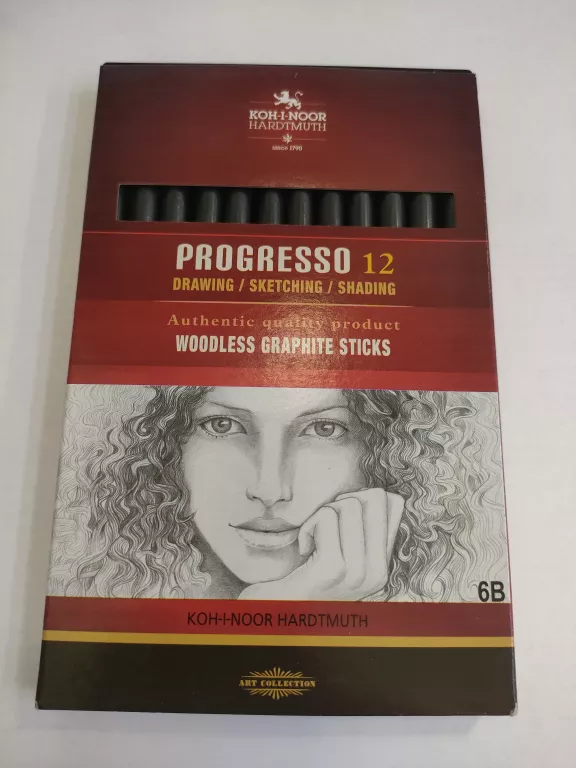 KOH-I-NOOR
HARDTMUTH
SINCE 1790
PROGRESSO 12
DRAWING / SKETCHING / SHADING
Authentic quality product
WOODLESS GRAPHITE STICKS
6B
KOH-I-NOOR HARDTMUTH
ART COLLECTION